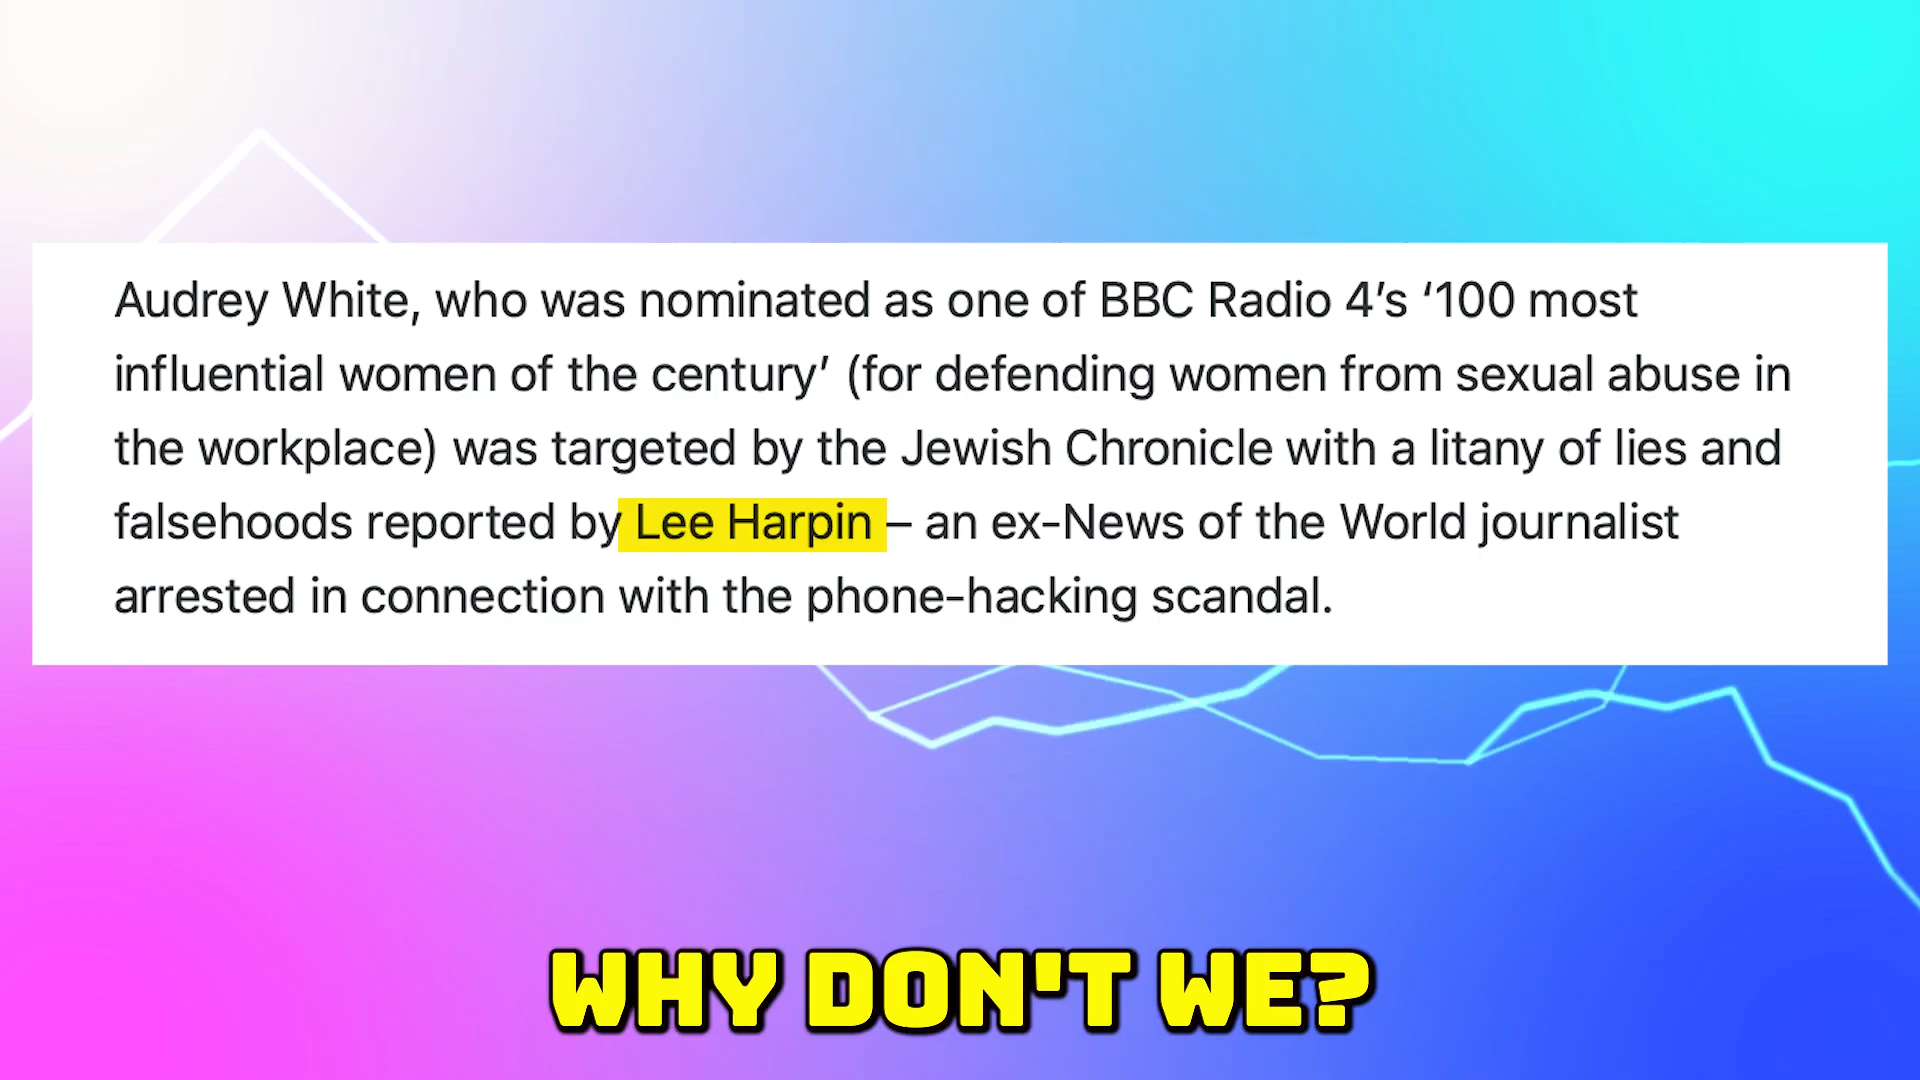 Audrey White, who was nominated as one of BBC Radio 4’s ‘100 most
influential women of the century’ (for defending women from sexual abuse in
the workplace) was targeted by the Jewish Chronicle with a litany of lies and
falsehoods reported by Lee Harpin – an ex-News of the World journalist
arrested in connection with the phone-hacking scandal.
WHY DON'T WE?